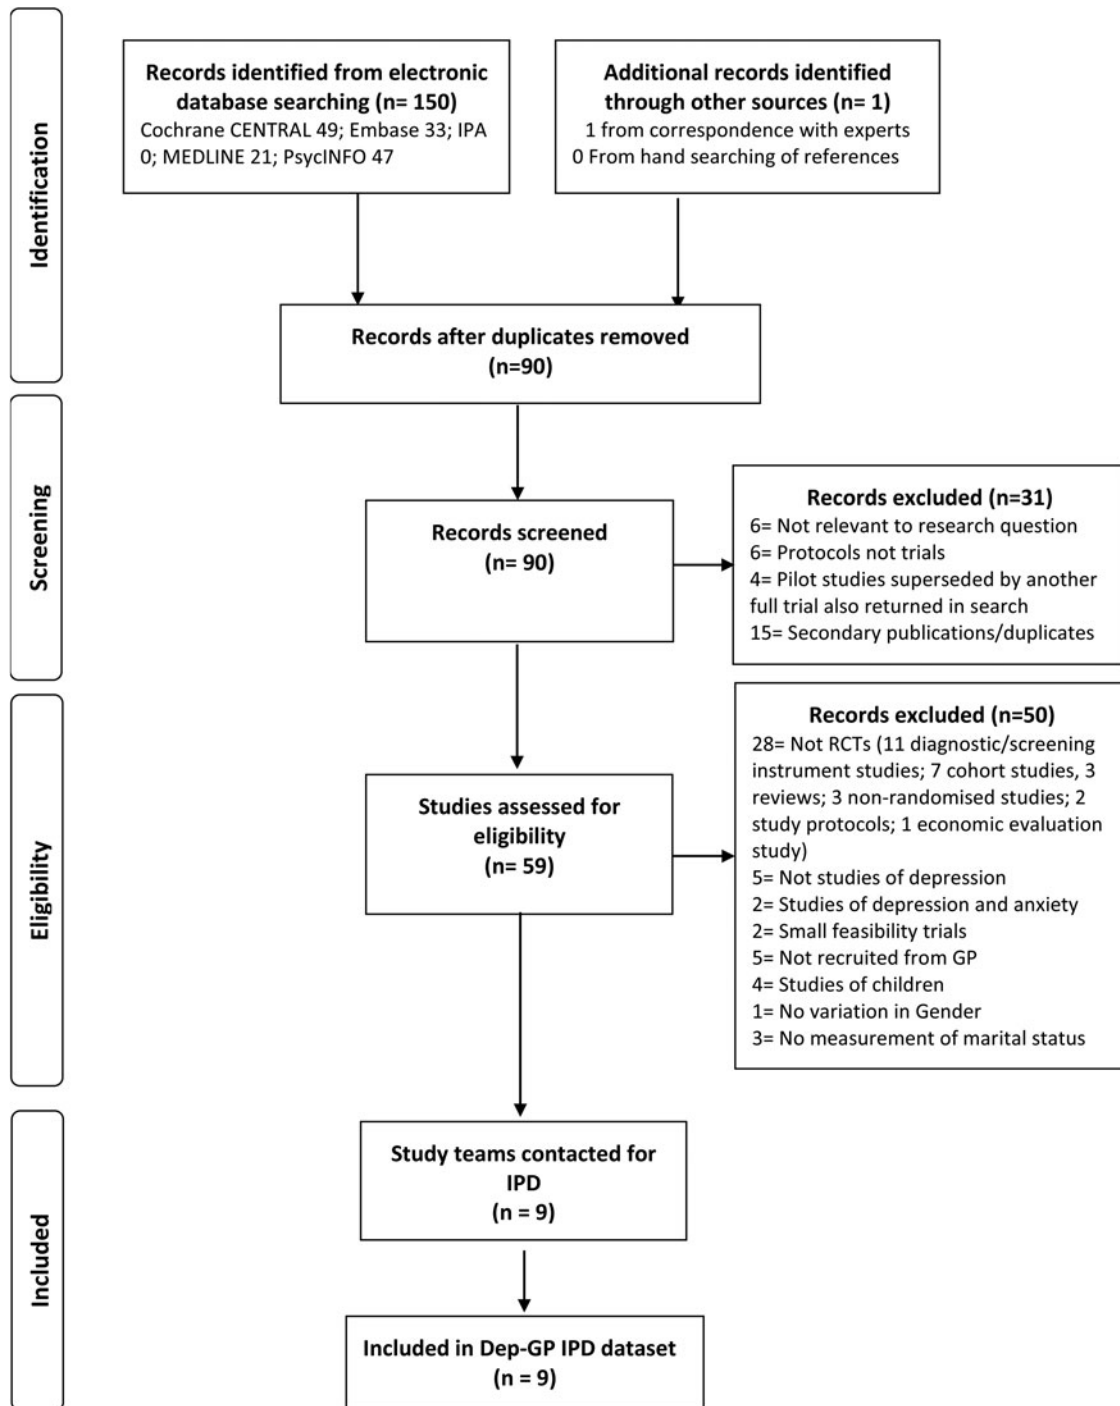 Identification
Records identified from electronic
database searching (n= 150)
Cochrane CENTRAL 49; Embase 33; IPA
0; MEDLINE 21; PsycINFO 47
Additional records identified
through other sources (n= 1)
1 from correspondence with experts
0 From hand searching of references
Records after duplicates removed
(n=90)
Screening
Records screened
(n= 90)
Records excluded (n=31)
6= Not relevant to research question
6= Protocols not trials
4= Pilot studies superseded by another
full trial also returned in search
15= Secondary publications/duplicates
Eligibility
Studies assessed for
eligibility
(n= 59)
Records excluded (n=50)
28= Not RCTs (11 diagnostic/screening
instrument studies; 7 cohort studies, 3
reviews; 3 non-randomised studies; 2
study protocols; 1 economic evaluation
study)
5= Not studies of depression
2= Studies of depression and anxiety
2= Small feasibility trials
5= Not recruited from GP
4= Studies of children
1= No variation in Gender
3= No measurement of marital status
Included
Study teams contacted for
IPD
(n = 9)
Included in Dep-GP IPD dataset
(n = 9)